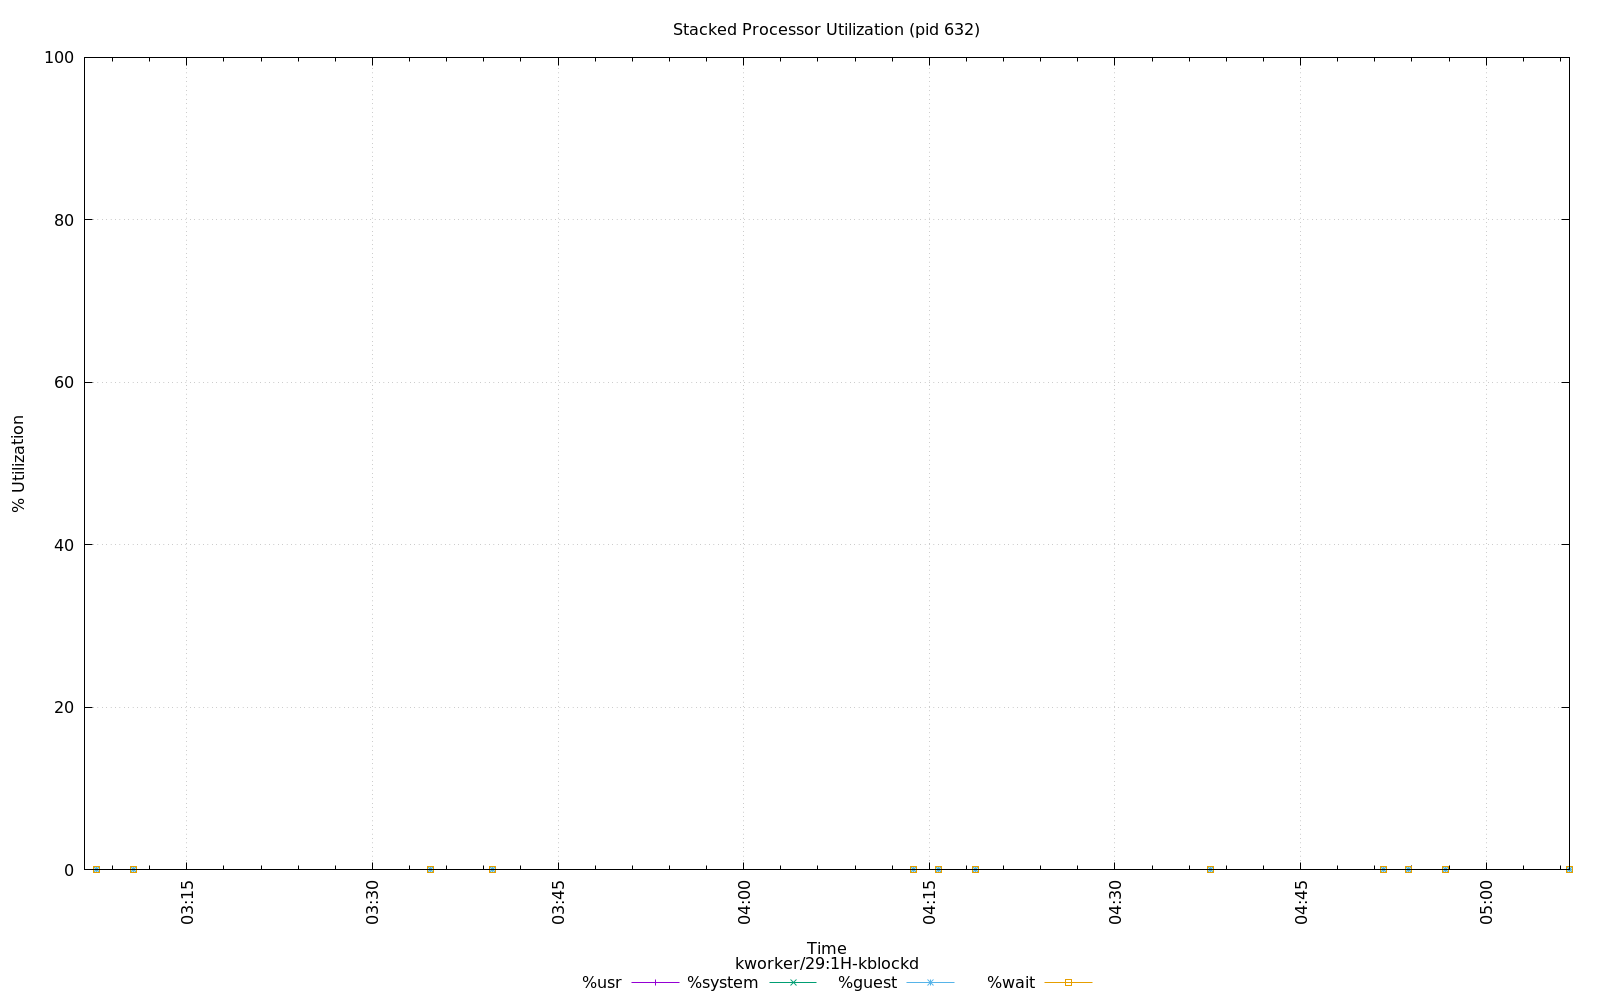 Stacked Processor Utilization (pid 632)
100
80
60
40
20
0
% Utilization
03:15
03:30
03:45
04:00
04:15
04:30
04:45
05:00
Time
kworker/29:1H-kblockd
%usr %system %guest %wait